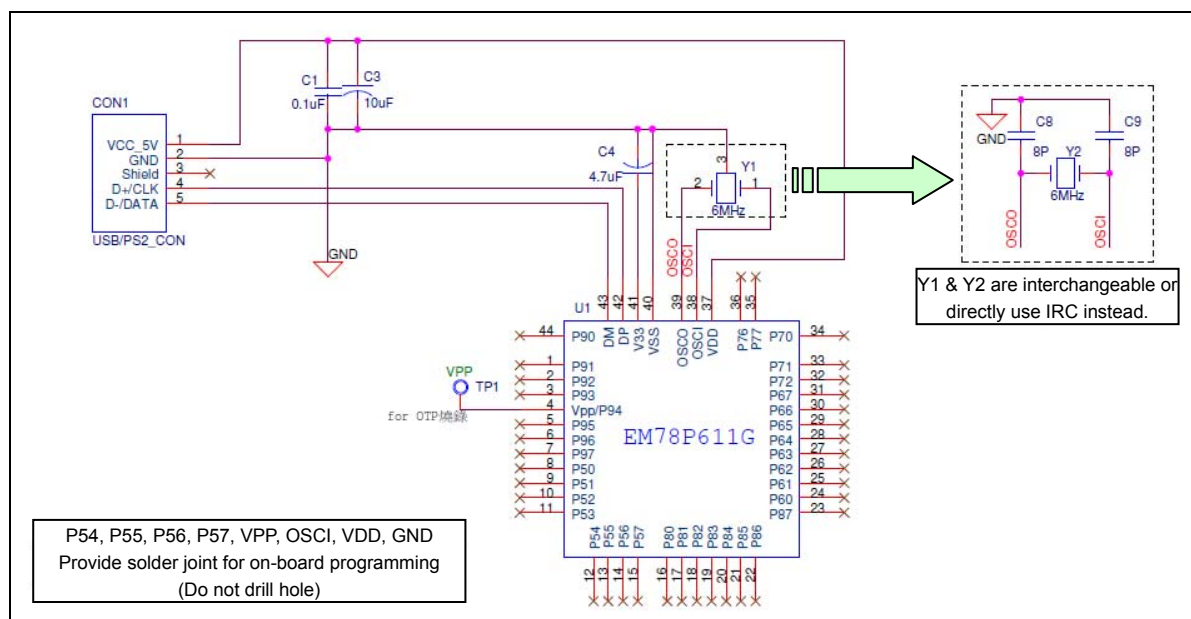 CON1
VCC_5V 1
GND 2
Shield 3
D+/CLK 4
D-/DATA 5
USB/PS2_CON
C1
0.1uF
C3
10uF
GND
C4
4.7uF
3
Y1
2
1
6MHz
OSCO
OSCI
GND
C8
8P
C9
8P
Y2
6MHz
OSCO
OSCI
Y1 & Y2 are interchangeable or
directly use IRC instead.
U1
43 42 41 40 39 38 37 36 35
DM DP V33 VSS OSCO OSCI VDD P76 P77
44 P90
1 P91
2 P92
3 P93
4 Vpp/P94
5 P95
6 P96
7 P97
8 P50
9 P51
10 P52
11 P53
VPP
TP1
for OTP燒錄
EM78P611G
P70 34
P71 33
P72 32
P67 31
P66 30
P65 29
P64 28
P63 27
P62 26
P61 25
P60 24
P87 23
P54 P55 P56 P57 P80 P81 P82 P83 P84 P85 P86
12 13 14 15 16 17 18 19 20 21 22
P54, P55, P56, P57, VPP, OSCI, VDD, GND
Provide solder joint for on-board programming
(Do not drill hole)